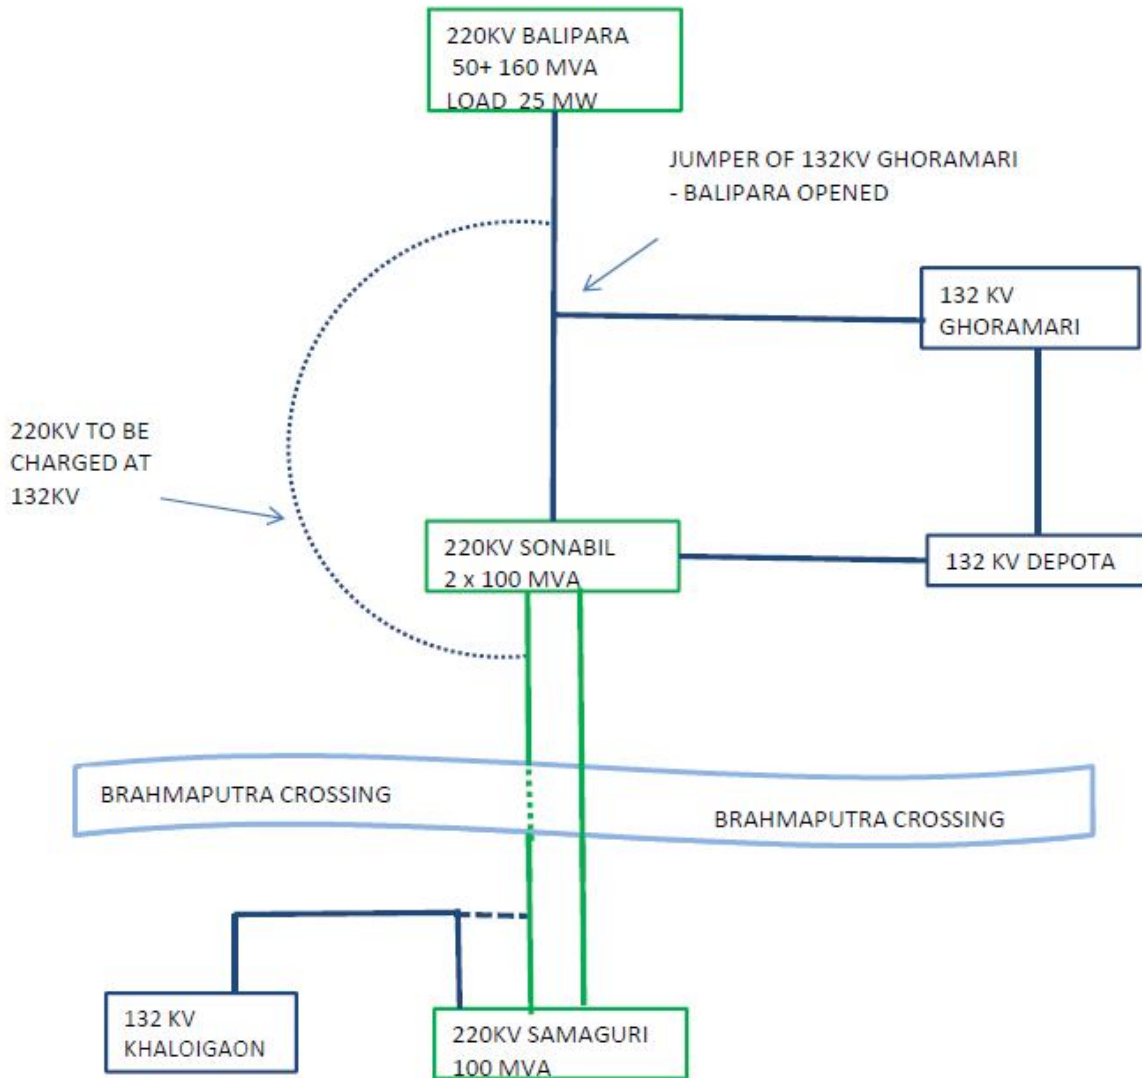 220KV BALIPARA
50+ 160 MVA
LOAD 25 MW
JUMPER OF 132KV GHORAMARI
- BALIPARA OPENED
132 KV
GHORAMARI
220KV TO BE
CHARGED AT
132KV
220KV SONABIL
2 x 100 MVA
132 KV DEPOTA
BRAHMAPUTRA CROSSING
BRAHMAPUTRA CROSSING
132 KV
KHALOIGAON
220KV SAMAGURI
100 MVA